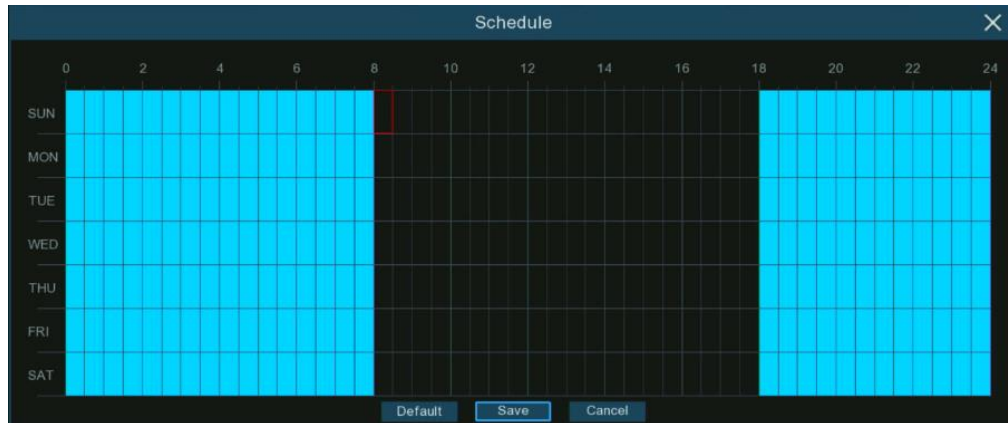 Schedule
0 2 4 6 8 10 12 14 16 18 20 22 24
SUN
MON
TUE
WED
THU
FRI
SAT
Default Save Cancel